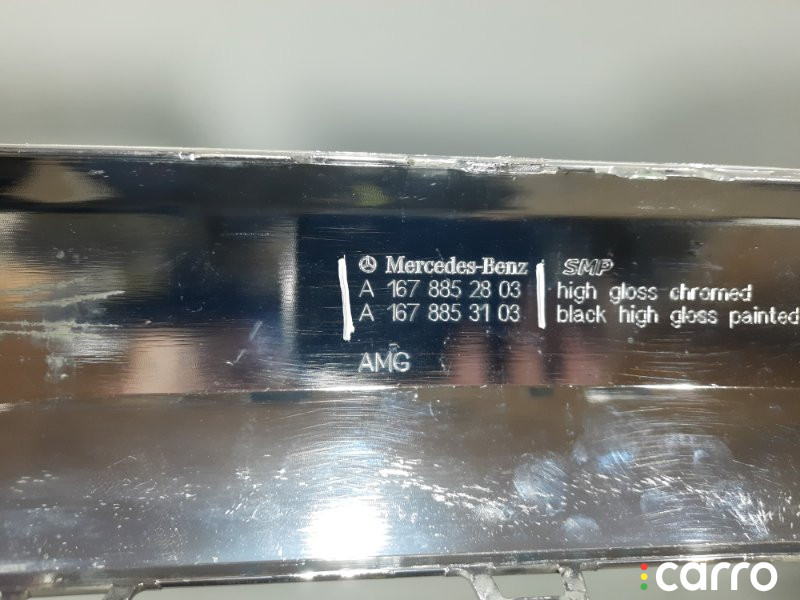 Mercedes-Benz SMP
A 167 885 28 03 high gloss chromed
A 167 885 31 03 black high gloss painted
AMG
carro